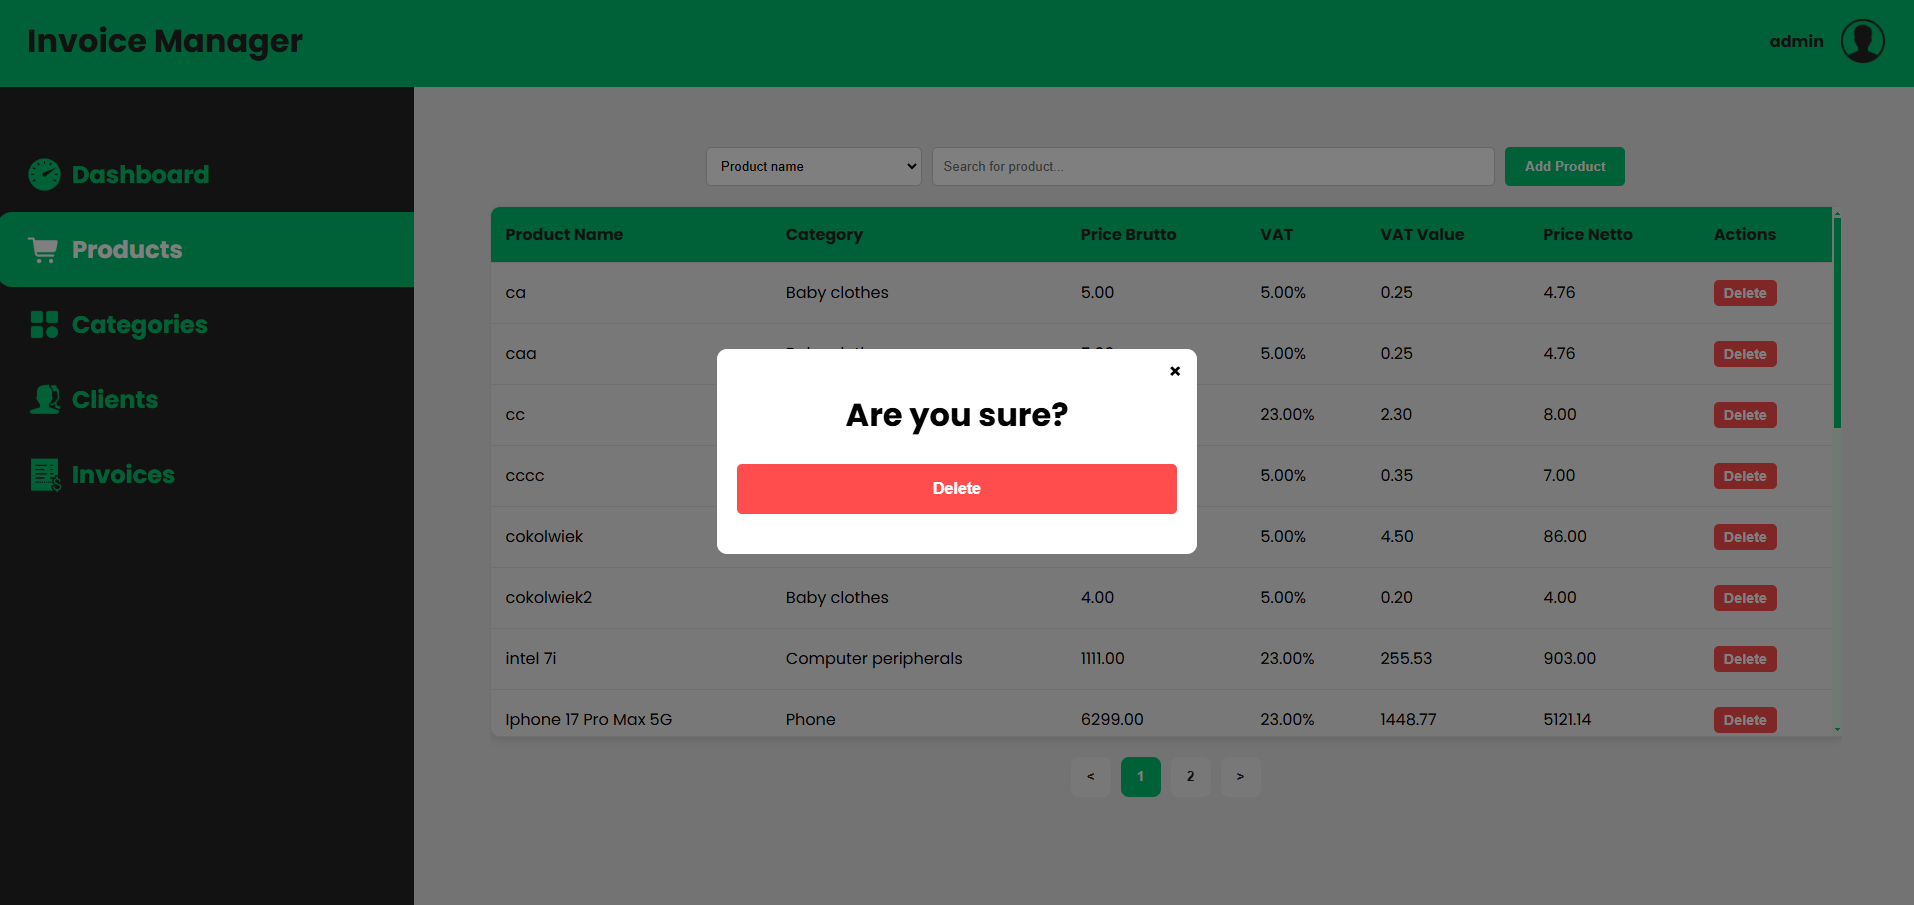 Invoice Manager
admin
Dashboard
Products
Categories
Clients
Invoices
Product name
Search for product...
Add Product
Product Name Category Price Brutto VAT VAT Value Price Netto Actions
ca Baby clothes 5.00 5.00% 0.25 4.76 Delete
caa 5.00% 0.25 4.76 Delete
cc 23.00% 2.30 8.00 Delete
cccc 5.00% 0.35 7.00 Delete
cokolwiek 5.00% 4.50 86.00 Delete
cokolwiek2 Baby clothes 4.00 5.00% 0.20 4.00 Delete
intel 7i Computer peripherals 1111.00 23.00% 255.53 903.00 Delete
Iphone 17 Pro Max 5G Phone 6299.00 23.00% 1448.77 5121.14 Delete
×
Are you sure?
Delete
< 1 2 >